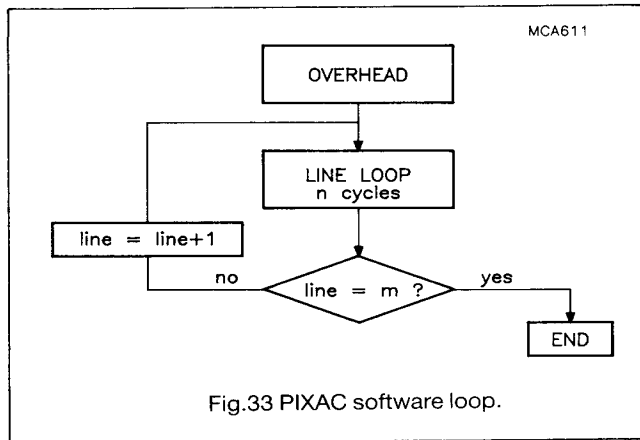 MCA611
OVERHEAD
LINE LOOP
n cycles
line = line+1
no
line = m ?
yes
END
Fig.33 PIXAC software loop.